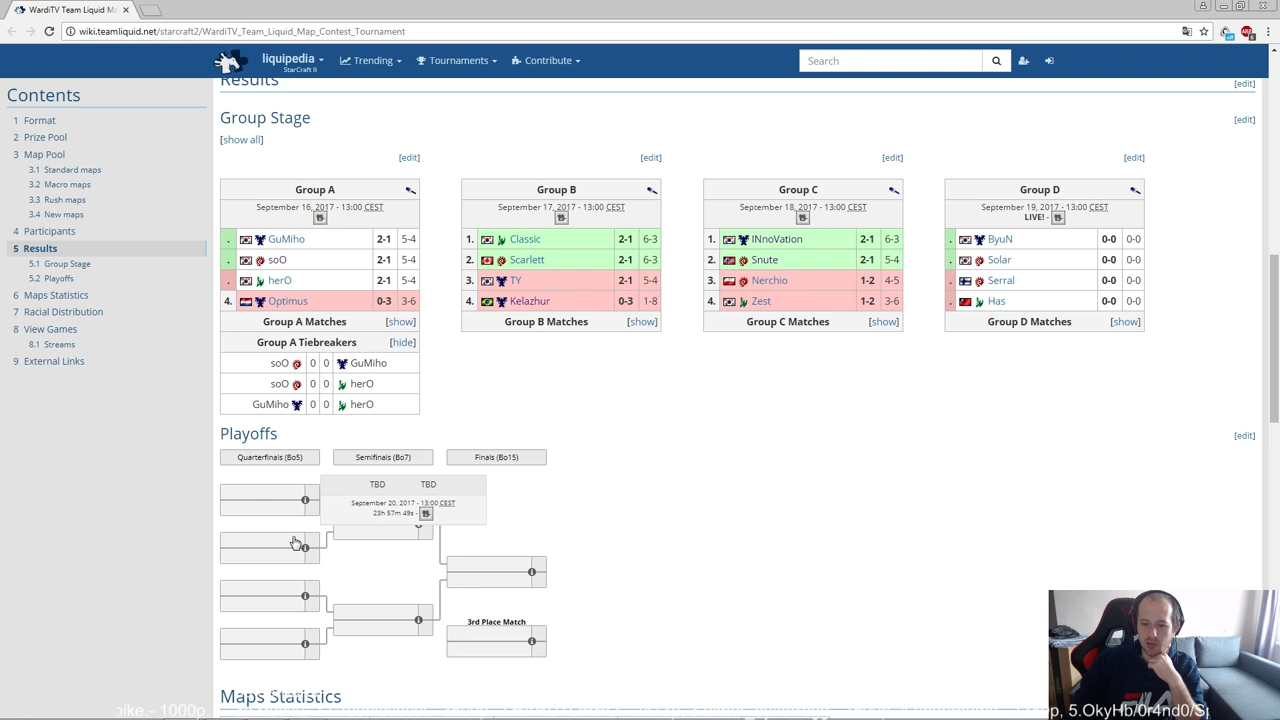 WardiTV Team Liquid Ma ×
wiki.teamliquid.net/starcraft2/WardiTV_Team_Liquid_Map_Contest_Tournament
liquipedia
StarCraft II
Trending
Tournaments
Contribute
Search
Contents
1 Format
2 Prize Pool
3 Map Pool
3.1 Standard maps
3.2 Macro maps
3.3 Rush maps
3.4 New maps
4 Participants
5 Results
5.1 Group Stage
5.2 Playoffs
6 Maps Statistics
7 Racial Distribution
8 View Games
8.1 Streams
9 External Links
Results [edit]
Group Stage [edit]
[show all]
[edit] [edit] [edit] [edit]
Group A
September 16, 2017 - 13:00 CEST
. GuMiho 2-1 5-4
. soO 2-1 5-4
. herO 2-1 5-4
4. Optimus 0-3 3-6
Group A Matches [show]
Group A Tiebreakers [hide]
soO 0 0 GuMiho
soO 0 0 herO
GuMiho 0 0 herO
Group B
September 17, 2017 - 13:00 CEST
1. Classic 2-1 6-3
2. Scarlett 2-1 6-3
3. TY 2-1 5-4
4. Kelazhur 0-3 1-8
Group B Matches [show]
Group C
September 18, 2017 - 13:00 CEST
1. INnoVation 2-1 6-3
2. Snute 2-1 5-4
3. Nerchio 1-2 4-5
4. Zest 1-2 3-6
Group C Matches [show]
Group D
September 19, 2017 - 13:00 CEST
LIVE! -
. ByuN 0-0 0-0
. Solar 0-0 0-0
. Serral 0-0 0-0
. Has 0-0 0-0
Group D Matches [show]
Playoffs [edit]
Quarterfinals (Bo5) Semifinals (Bo7) Finals (Bo15)
TBD TBD
September 20, 2017 - 13:00 CEST
23h 57m 49s -
3rd Place Match
Maps Statistics
FILA